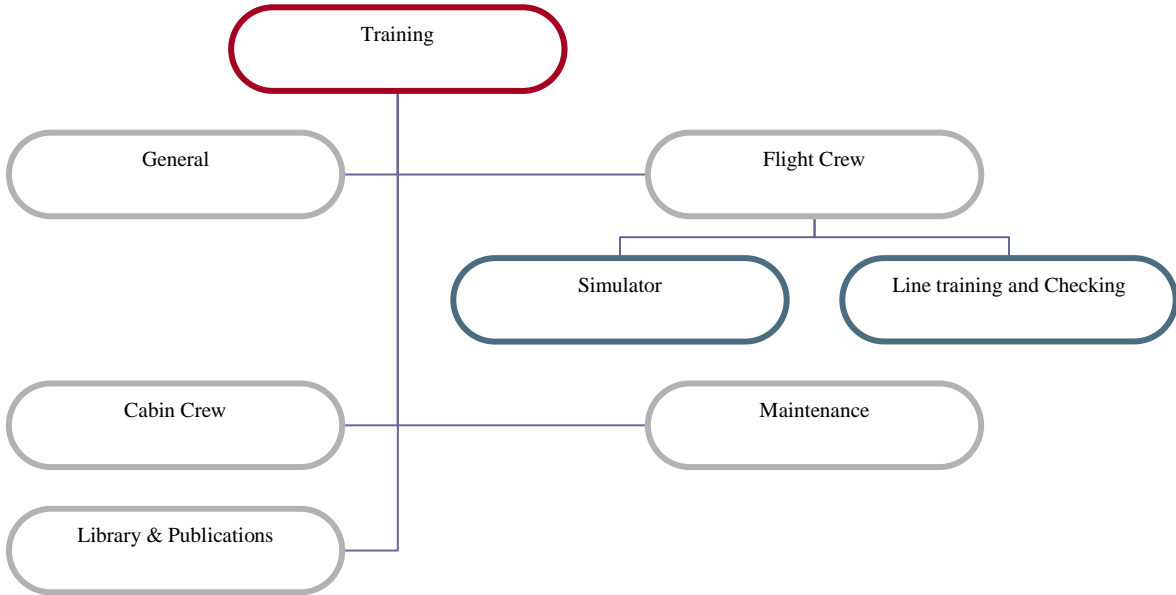 Training
General
Flight Crew
Simulator
Line training and Checking
Cabin Crew
Maintenance
Library & Publications